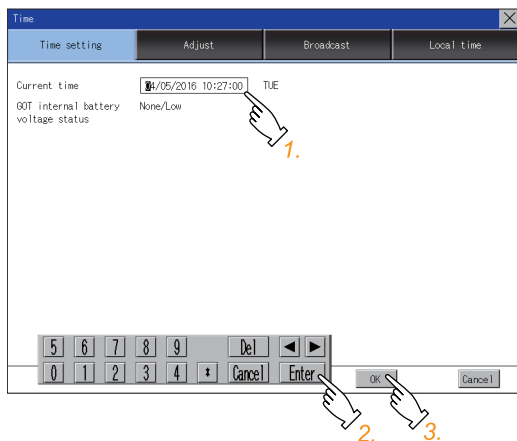 Time
Time setting Adjust Broadcast Local time
Current time 04/05/2016 10:27:00 TUE
GOT internal battery None/Low
voltage status
1.
5 6 7 8 9 Del ◄ ►
0 1 2 3 4 Cancel Enter
OK Cancel
2. 3.